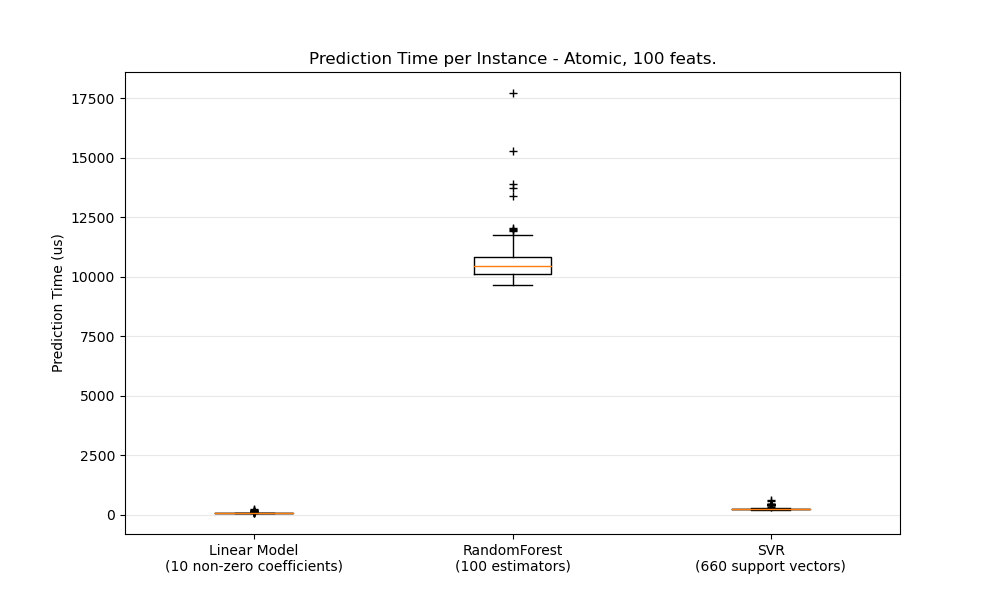 Prediction Time per Instance - Atomic, 100 feats.
Prediction Time (us)
17500
15000
12500
10000
7500
5000
2500
0
Linear Model
(10 non-zero coefficients)
RandomForest
(100 estimators)
SVR
(660 support vectors)